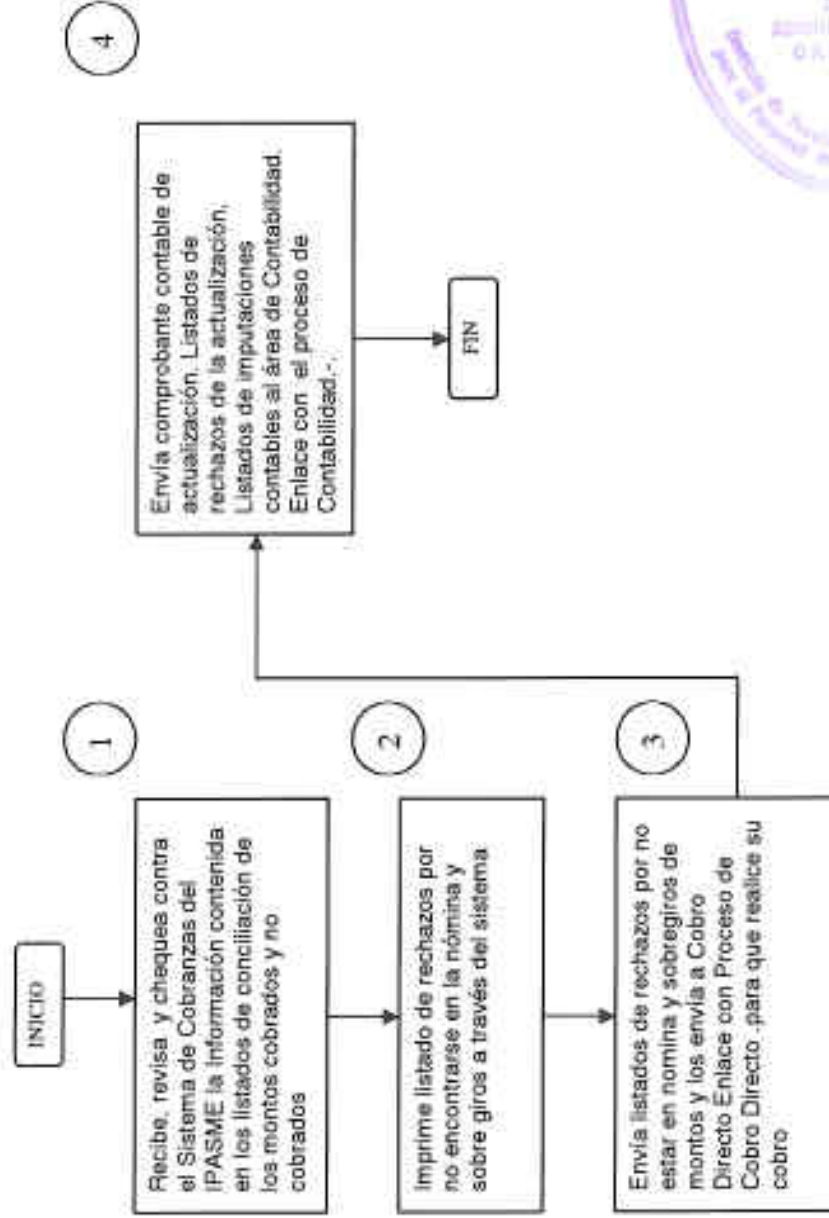 INICIO
1
Recibe, revisa y chequea contra
el Sistema de Cobranzas del
IPASME la Información contenida
en los listados de conciliación de
los montos cobrados y no
cobrados
2
Imprime listado de rechazos por
no encontrarse en la nómina y
sobre giros a través del sistema
3
Envía listados de rechazos por no
estar en nomina y sobregiros de
montos y los envía a Cobro
Directo Enlace con Proceso de
Cobro Directo ,para que realice su
cobro
4
Envía comprobante contable de
actualización, Listados de
rechazos de la actualización,
Listados de imputaciones
contables al área de Contabilidad.
Enlace con el proceso de
Contabilidad.-.
FIN